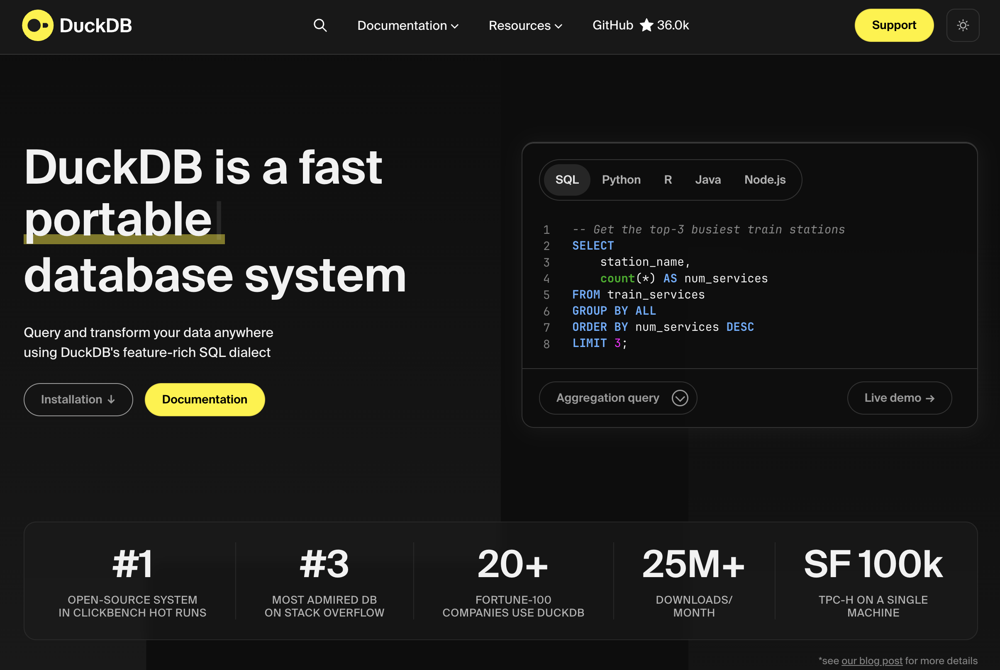 DuckDB
Documentation
Resources
GitHub ★ 36.0k
Support
DuckDB is a fast
portable
database system
Query and transform your data anywhere
using DuckDB's feature-rich SQL dialect
Installation ↓
Documentation
SQL
Python
R
Java
Node.js
1 -- Get the top-3 busiest train stations
2 SELECT
3     station_name,
4     count(*) AS num_services
5 FROM train_services
6 GROUP BY ALL
7 ORDER BY num_services DESC
8 LIMIT 3;
Aggregation query
Live demo →
#1
OPEN-SOURCE SYSTEM
IN CLICKBENCH HOT RUNS
#3
MOST ADMIRED DB
ON STACK OVERFLOW
20+
FORTUNE-100
COMPANIES USE DUCKDB
25M+
DOWNLOADS/
MONTH
SF 100k
TPC-H ON A SINGLE
MACHINE
*see our blog post for more details